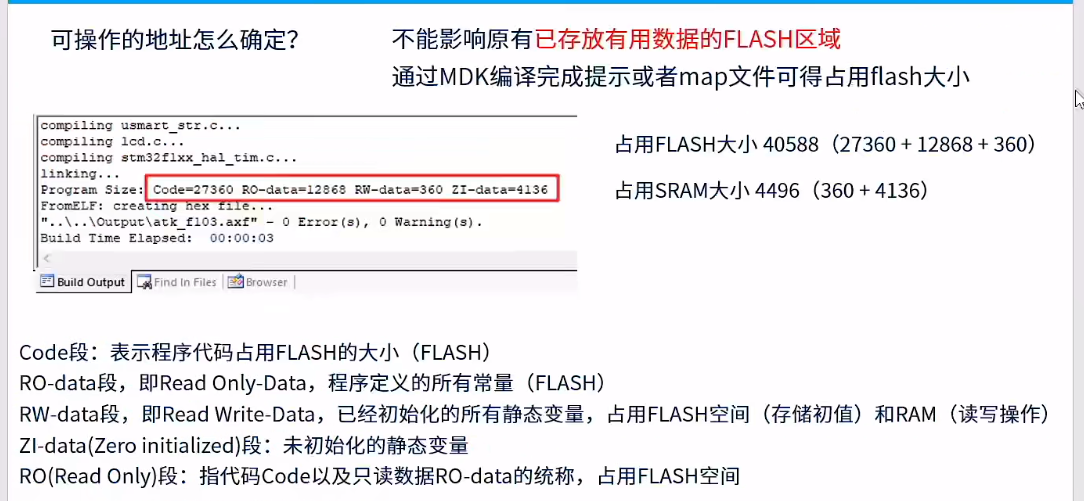 可操作的地址怎么确定？
不能影响原有已存放有用数据的FLASH区域
通过MDK编译完成提示或者map文件可得占用flash大小
compiling usmart_str.c...
compiling lcd.c...
compiling stm32f1xx_hal_tim.c...
linking...
Program Size: Code=27360 RO-data=12868 RW-data=360 ZI-data=4136
FromELF: creating hex file...
"..\..\Output\atk_f103.axf" - 0 Error(s), 0 Warning(s).
Build Time Elapsed:  00:00:03
Build Output
Find In Files
Browser
占用FLASH大小 40588（27360 + 12868 + 360）
占用SRAM大小 4496（360 + 4136）
Code段：表示程序代码占用FLASH的大小（FLASH）
RO-data段，即Read Only-Data，程序定义的所有常量（FLASH）
RW-data段，即Read Write-Data，已经初始化的所有静态变量，占用FLASH空间（存储初值）和RAM（读写操作）
ZI-data(Zero initialized)段：未初始化的静态变量
RO(Read Only)段：指代码Code以及只读数据RO-data的统称，占用FLASH空间